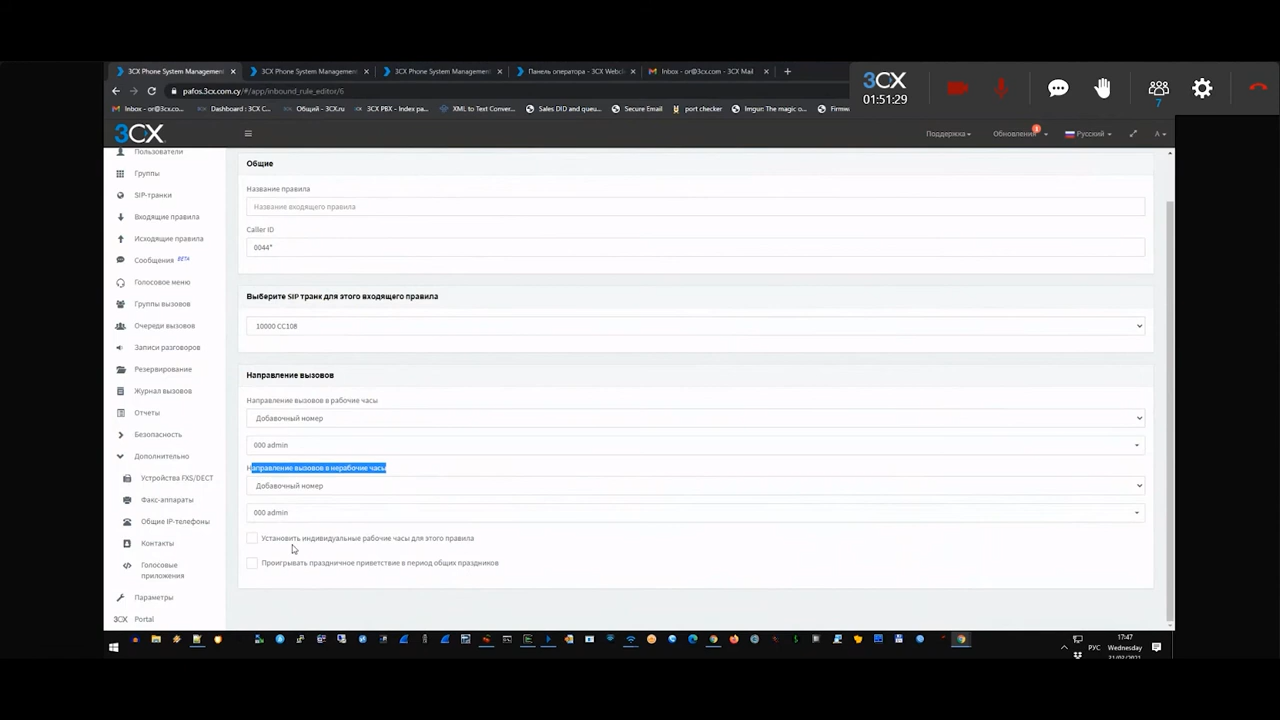 3CX Phone System Management
3CX Phone System Management
3CX Phone System Management
Панель оператора - 3CX Webcl
Inbox - or@3cx.com - 3CX Mail
3CX
01:51:29
7
pafos.3cx.com.cy/#/app/inbound_rule_editor/6
Inbox - or@3cx.co...
Dashboard : 3CX C...
Общий - 3CX.ru
3CX PBX - Index pa...
XML to Text Conver...
Sales DID and queu...
Secure Email
port checker
Imgur: The magic o...
Firmw
3CX
Поддержка
Обновления
1
Русский
A
Пользователи
Группы
SIP-транки
Входящие правила
Исходящие правила
Сообщения BETA
Голосовое меню
Группы вызовов
Очереди вызовов
Записи разговоров
Резервирование
Журнал вызовов
Отчеты
Безопасность
Дополнительно
Устройства FXS/DECT
Факс-аппараты
Общие IP-телефоны
Контакты
Голосовые
приложения
Параметры
3CX Portal
Общие
Название правила
Название входящего правила
Caller ID
0044*
Выберите SIP транк для этого входящего правила
10000 CC108
Направление вызовов
Направление вызовов в рабочие часы
Добавочный номер
000 admin
Направление вызовов в нерабочие часы
Добавочный номер
000 admin
Установить индивидуальные рабочие часы для этого правила
Проигрывать праздничное приветствие в период общих праздников
РУС
17:47
Wednesday